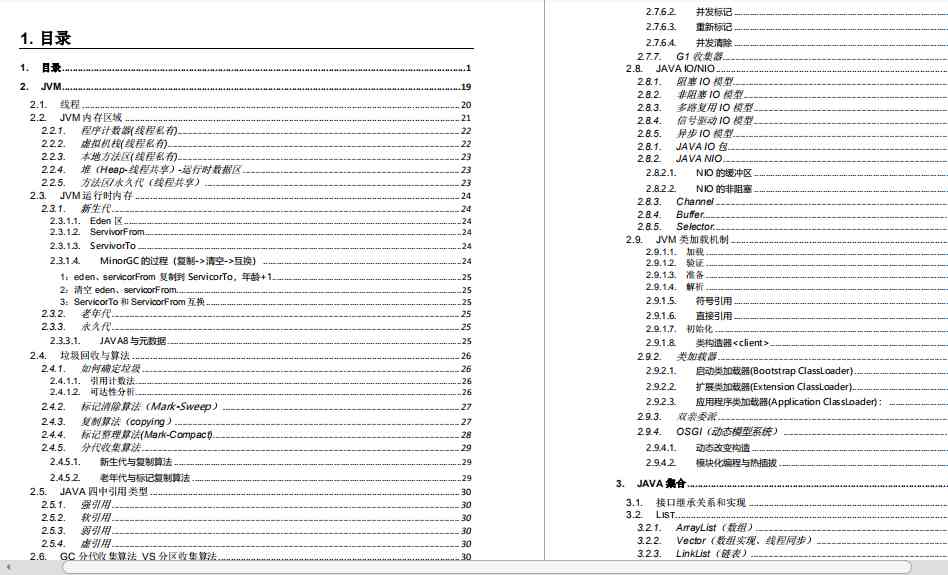 1. 目录
1. 目录 1
2. JVM 19
2.1. 线程 20
2.2. JVM 内存区域 21
2.2.1. 程序计数器(线程私有) 22
2.2.2. 虚拟机栈(线程私有) 22
2.2.3. 本地方法区(线程私有) 23
2.2.4. 堆（Heap-线程共享）-运行时数据区 23
2.2.5. 方法区/永久代（线程共享） 23
2.3. JVM 运行时内存 24
2.3.1. 新生代 24
2.3.1.1. Eden 区 24
2.3.1.2. ServivorFrom 24
2.3.1.3. ServivorTo 24
2.3.1.4. MinorGC 的过程（复制->清空->互换） 24
1：eden、servicorFrom 复制到 ServicorTo，年龄+1 25
2：清空 eden、servicorFrom 25
3：ServicorTo 和 ServicorFrom 互换 25
2.3.2. 老年代 25
2.3.3. 永久代 25
2.3.3.1. JAVA8 与元数据 25
2.4. 垃圾回收与算法 26
2.4.1. 如何确定垃圾 26
2.4.1.1. 引用计数法 26
2.4.1.2. 可达性分析 26
2.4.2. 标记清除算法（Mark-Sweep） 27
2.4.3. 复制算法（copying） 27
2.4.4. 标记整理算法(Mark-Compact) 28
2.4.5. 分代收集算法 29
2.4.5.1. 新生代与复制算法 29
2.4.5.2. 老年代与标记复制算法 29
2.5. JAVA 四中引用类型 30
2.5.1. 强引用 30
2.5.2. 软引用 30
2.5.3. 弱引用 30
2.5.4. 虚引用 30
2.6. GC 分代收集算法 VS 分区收集算法 30
2.7.6.2. 并发标记
2.7.6.3. 重新标记
2.7.6.4. 并发清除
2.7.7. G1 收集器
2.8. JAVA IO/NIO
2.8.1. 阻塞 IO 模型
2.8.2. 非阻塞 IO 模型
2.8.3. 多路复用 IO 模型
2.8.4. 信号驱动 IO 模型
2.8.5. 异步 IO 模型
2.8.1. JAVA IO 包
2.8.2. JAVA NIO
2.8.2.1. NIO 的缓冲区
2.8.2.2. NIO 的非阻塞
2.8.3. Channel
2.8.4. Buffer
2.8.5. Selector
2.9. JVM 类加载机制
2.9.1.1. 加载
2.9.1.2. 验证
2.9.1.3. 准备
2.9.1.4. 解析
2.9.1.5. 符号引用
2.9.1.6. 直接引用
2.9.1.7. 初始化
2.9.1.8. 类构造器<client>
2.9.2. 类加载器
2.9.2.1. 启动类加载器(Bootstrap ClassLoader)
2.9.2.2. 扩展类加载器(Extension ClassLoader)
2.9.2.3. 应用程序类加载器(Application ClassLoader)：
2.9.3. 双亲委派
2.9.4. OSGI（动态模型系统）
2.9.4.1. 动态改变构造
2.9.4.2. 模块化编程与热插拔
3. JAVA 集合
3.1. 接口继承关系和实现
3.2. LIST
3.2.1. ArrayList（数组）
3.2.2. Vector（数组实现、线程同步）
3.2.3. LinkList（链表）